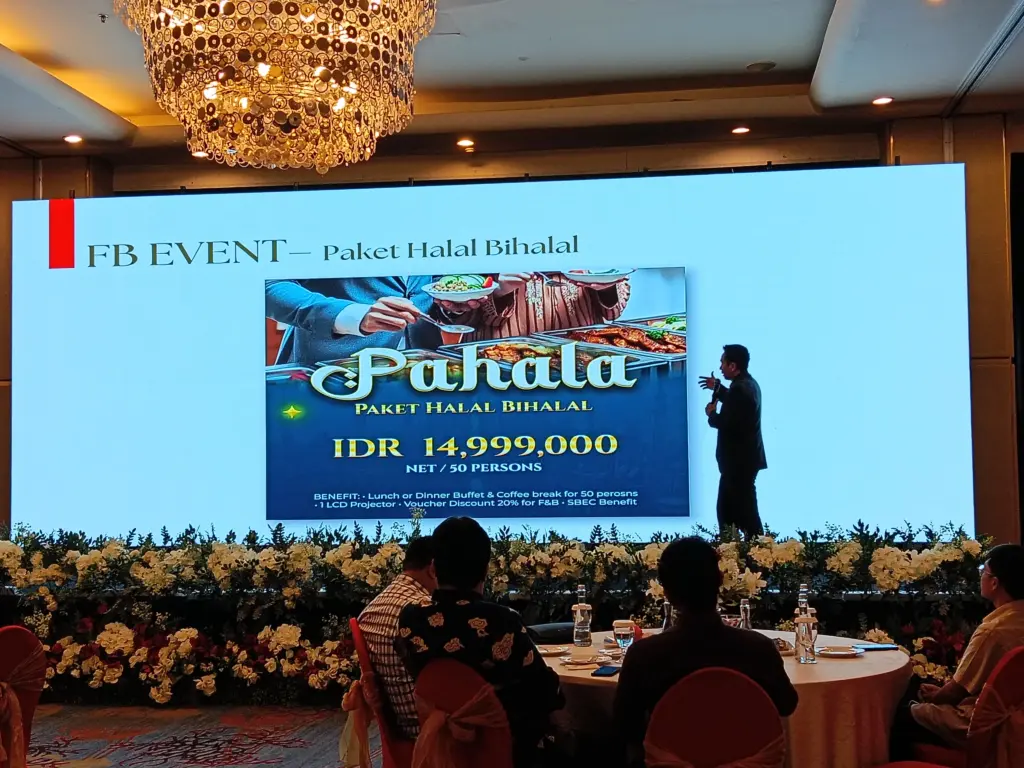 FB EVENT – Paket Halal Bihalal
Pahala
PAKET HALAL BIHALAL
IDR 14,999,000
NET / 50 PERSONS
BENEFIT: • Lunch or Dinner Buffet & Coffee break for 50 perosns
• 1 LCD Projector • Voucher Discount 20% for F&B • SBEC Benefit